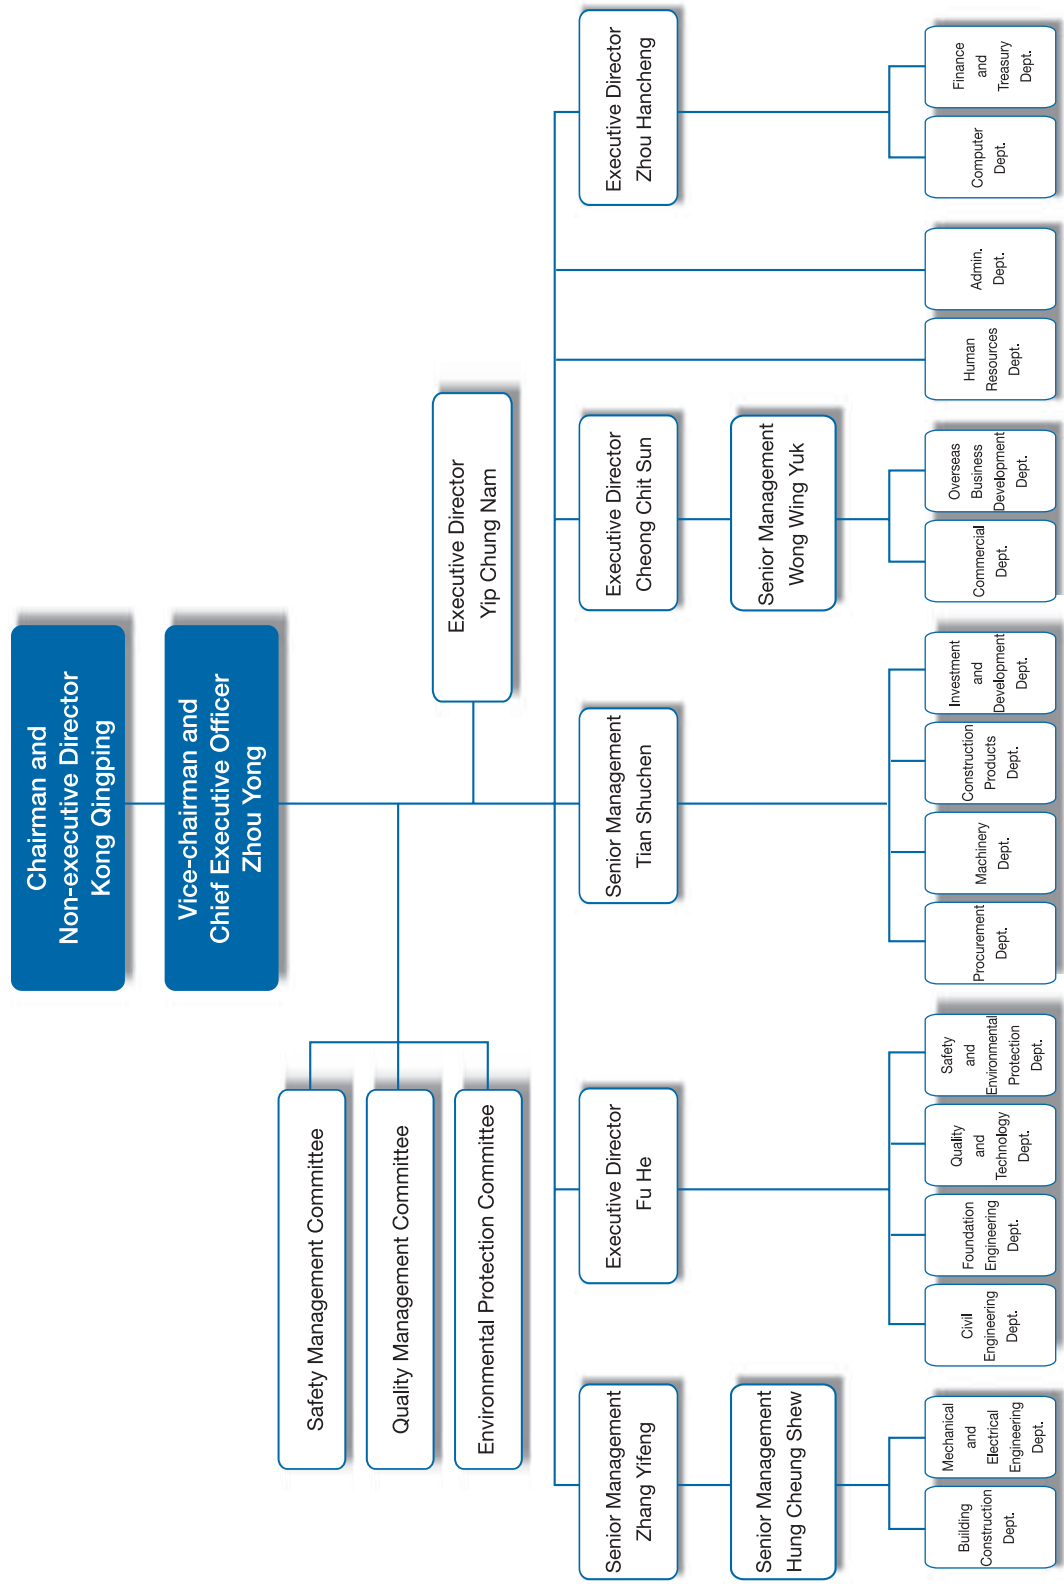 Chairman and
Non-executive Director
Kong Qingping
Vice-chairman and
Chief Executive Officer
Zhou Yong
Safety Management Committee
Quality Management Committee
Environmental Protection Committee
Executive Director
Yip Chung Nam
Senior Management
Zhang Yifeng
Executive Director
Fu He
Senior Management
Tian Shuchen
Executive Director
Cheong Chit Sun
Executive Director
Zhou Hancheng
Senior Management
Hung Cheung Shew
Senior Management
Wong Wing Yuk
Building
Construction
Dept.
Mechanical
and
Electrical
Engineering
Dept.
Civil
Engineering
Dept.
Foundation
Engineering
Dept.
Quality
and
Technology
Dept.
Safety
and
Environmental
Protection
Dept.
Procurement
Dept.
Machinery
Dept.
Construction
Products
Dept.
Investment
and
Development
Dept.
Commercial
Dept.
Overseas
Business
Development
Dept.
Human
Resources
Dept.
Admin.
Dept.
Computer
Dept.
Finance
and
Treasury
Dept.